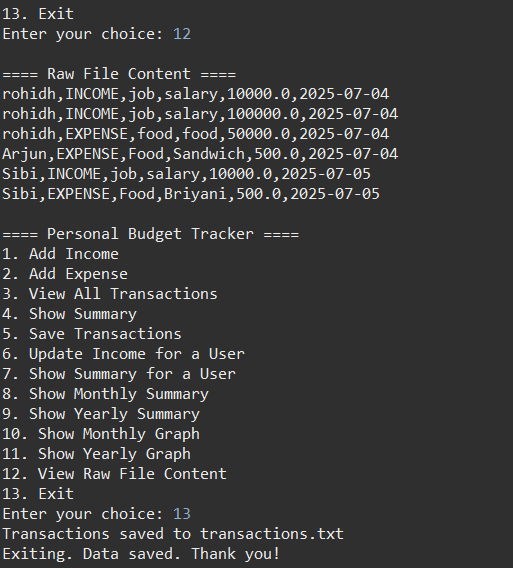 13. Exit
Enter your choice: 12
==== Raw File Content ====
rohidh,INCOME,job,salary,10000.0,2025-07-04
rohidh,INCOME,job,salary,100000.0,2025-07-04
rohidh,EXPENSE,food,food,50000.0,2025-07-04
Arjun,EXPENSE,Food,Sandwich,500.0,2025-07-04
Sibi,INCOME,job,salary,10000.0,2025-07-05
Sibi,EXPENSE,Food,Briyani,500.0,2025-07-05
==== Personal Budget Tracker ====
1. Add Income
2. Add Expense
3. View All Transactions
4. Show Summary
5. Save Transactions
6. Update Income for a User
7. Show Summary for a User
8. Show Monthly Summary
9. Show Yearly Summary
10. Show Monthly Graph
11. Show Yearly Graph
12. View Raw File Content
13. Exit
Enter your choice: 13
Transactions saved to transactions.txt
Exiting. Data saved. Thank you!